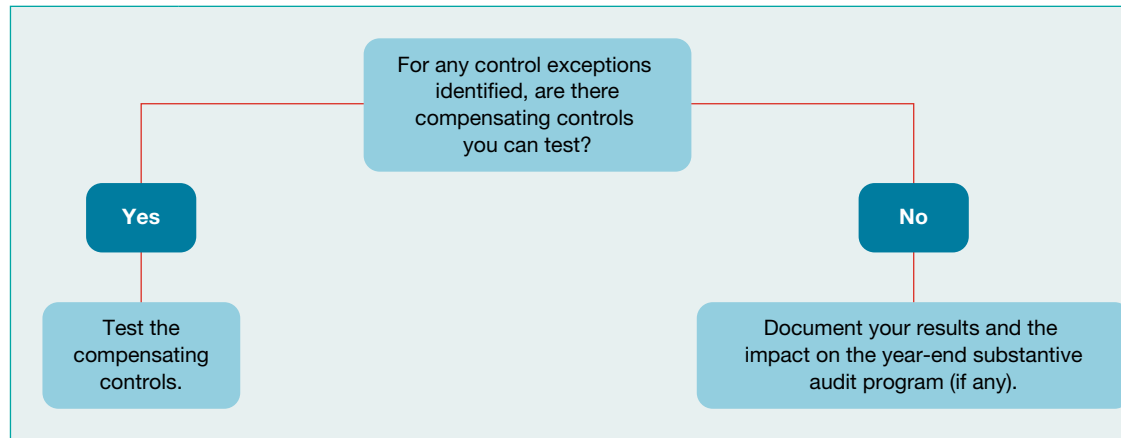 For any control exceptions
identified, are there
compensating controls
you can test?
Yes
No
Test the
compensating
controls.
Document your results and the
impact on the year-end substantive
audit program (if any).